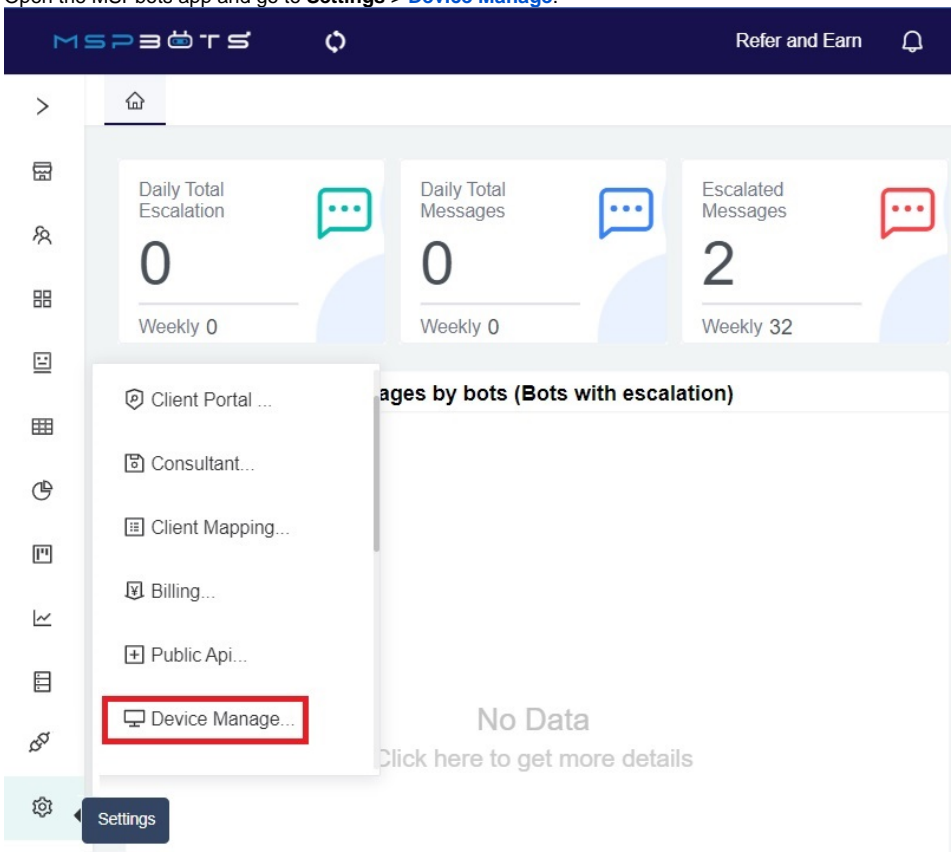 Open the MSPbots app and go to Settings > Device Manage.
MSPBOTS
Refer and Earn
Daily Total
Escalation
0
Weekly 0
Daily Total
Messages
0
Weekly 0
Escalated
Messages
2
Weekly 32
ages by bots (Bots with escalation)
Client Portal ...
Consultant...
Client Mapping...
Billing...
Public Api...
Device Manage...
No Data
Click here to get more details
Settings